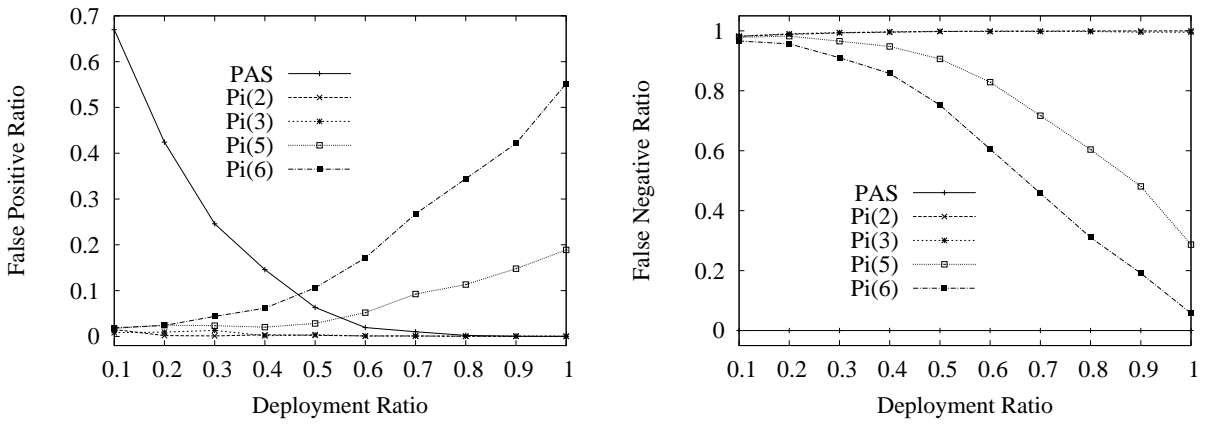 False Positive Ratio
0.7
0.6
0.5
0.4
0.3
0.2
0.1
0
PAS
Pi(2)
Pi(3)
Pi(5)
Pi(6)
0.1 0.2 0.3 0.4 0.5 0.6 0.7 0.8 0.9 1
Deployment Ratio
False Negative Ratio
1
0.8
0.6
0.4
0.2
0
PAS
Pi(2)
Pi(3)
Pi(5)
Pi(6)
0.1 0.2 0.3 0.4 0.5 0.6 0.7 0.8 0.9 1
Deployment Ratio